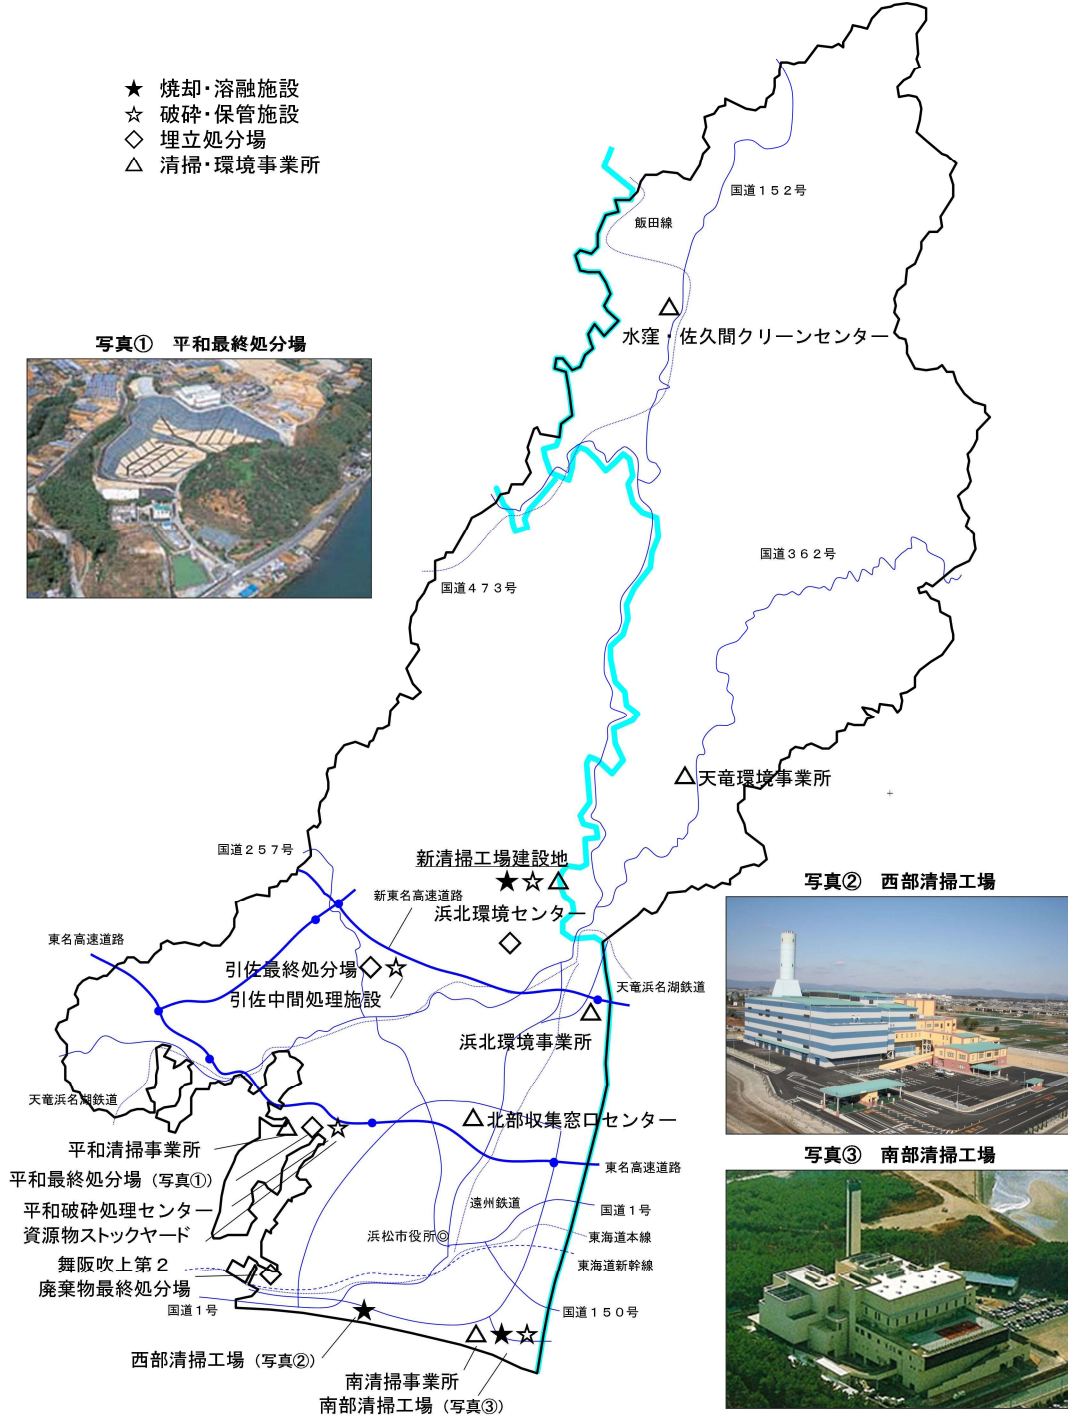 ★ 焼却・溶融施設
☆ 破砕・保管施設
◇ 埋立処分場
△ 清掃・環境事業所
国道１５２号
飯田線
水窪・佐久間クリーンセンター
写真① 平和最終処分場
国道３６２号
国道４７３号
天竜環境事業所
国道２５７号
新清掃工場建設地
新東名高速道路
浜北環境センター
写真② 西部清掃工場
東名高速道路
引佐最終処分場
引佐中間処理施設
天竜浜名湖鉄道
浜北環境事業所
天竜浜名湖鉄道
北部収集窓口センター
平和清掃事業所
写真③ 南部清掃工場
東名高速道路
平和最終処分場（写真①）
遠州鉄道
国道１号
平和破砕処理センター
資源物ストックヤード
浜松市役所◎
東海道本線
舞阪吹上第２
廃棄物最終処分場
東海道新幹線
国道１号
国道１５０号
西部清掃工場（写真②）
南清掃事業所
南部清掃工場（写真③）